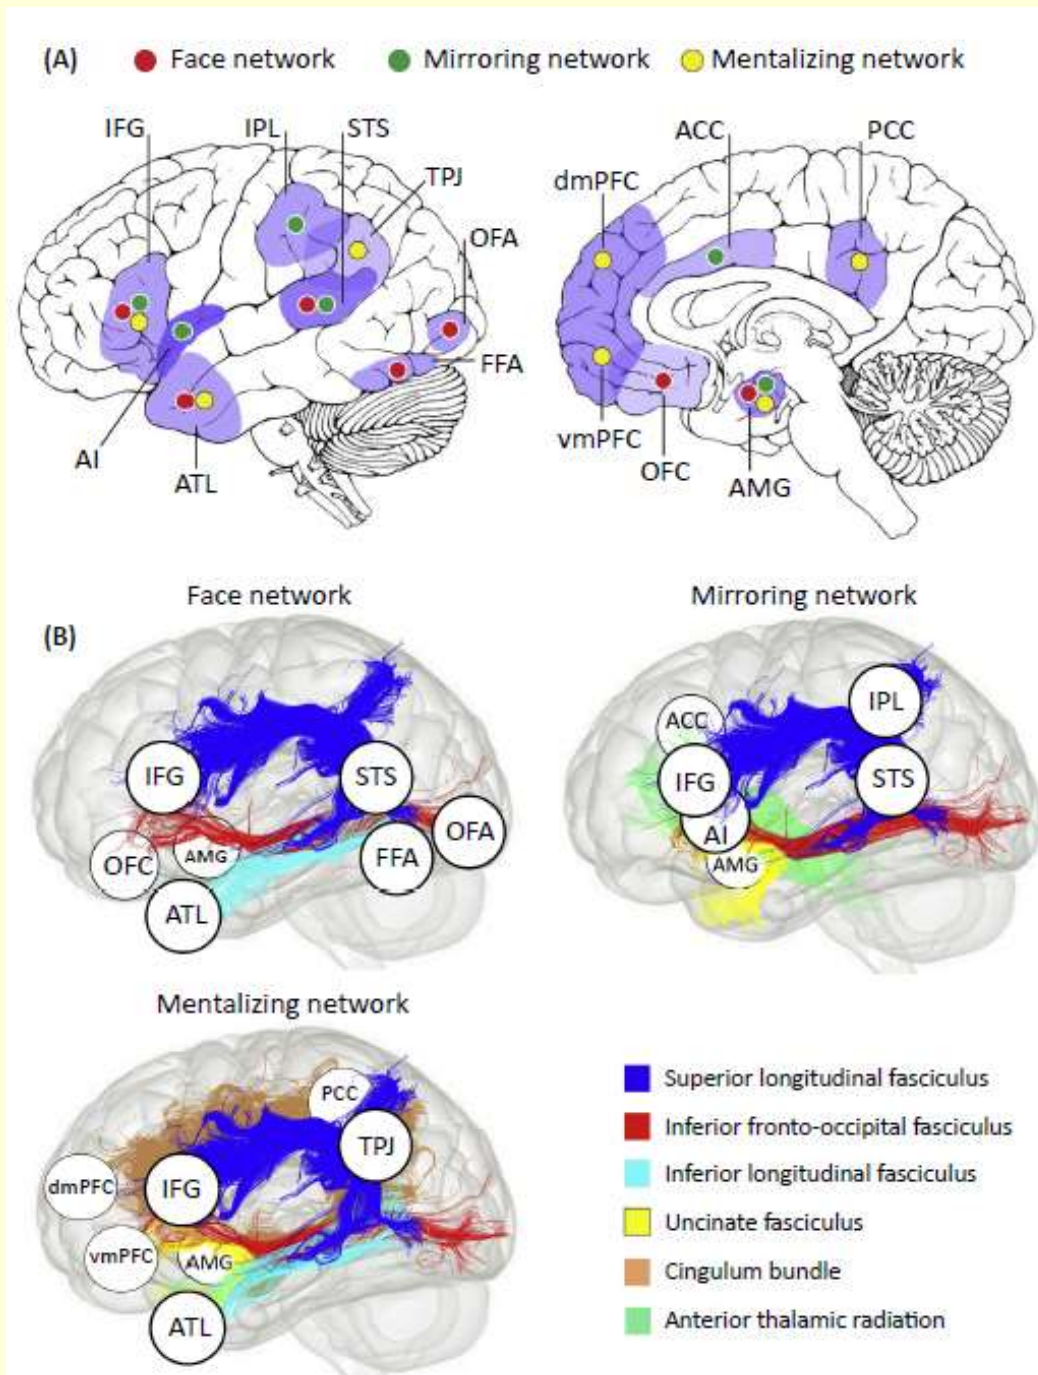 (A) Face network Mirroring network Mentalizing network
IFG IPL STS
TPJ
OFA
FFA
AI
ATL
ACC PCC
dmPFC
vmPFC
OFC
AMG
Face network
(B)
IFG STS
OFA
OFC AMG FFA
ATL
Mirroring network
IPL
ACC
IFG STS
AI
AMG
Mentalizing network
PCC
TPJ
dmPFC IFG
vmPFC AMG
ATL
Superior longitudinal fasciculus
Inferior fronto-occipital fasciculus
Inferior longitudinal fasciculus
Uncinate fasciculus
Cingulum bundle
Anterior thalamic radiation